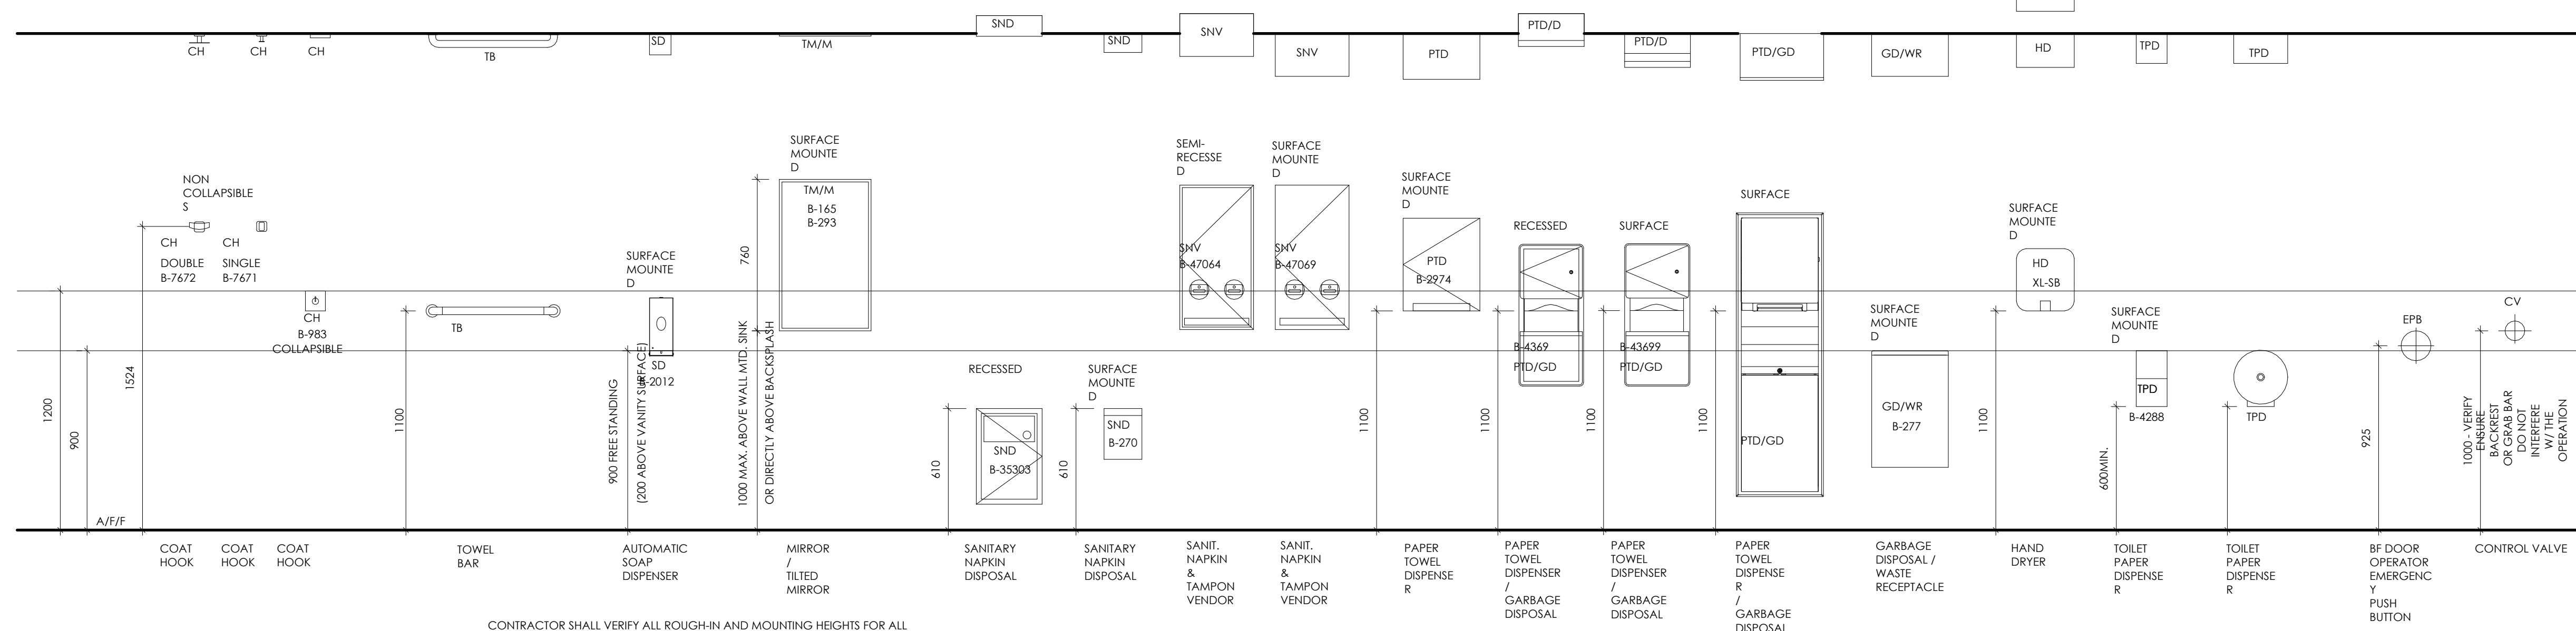 CH
CH
CH
TB
SD
TM/M
SND
SND
SNV
SNV
PTD
PTD/D
PTD/D
PTD/GD
GD/WR
HD
TPD
TPD
NON
COLLAPSIBLE
S
CH
DOUBLE
B-7672
CH
SINGLE
B-7671
CH
B-983
COLLAPSIBLE
TB
SURFACE
MOUNTE
D
SD
B-2012
SURFACE
MOUNTE
D
TM/M
B-165
B-293
RECESSED
SND
B-35303
SURFACE
MOUNTE
D
SND
B-270
SEMI-
RECESSE
D
SNV
B-47064
SURFACE
MOUNTE
D
SNV
B-47069
SURFACE
MOUNTE
D
PTD
B-2974
RECESSED
B-4369
PTD/GD
SURFACE
B-43699
PTD/GD
SURFACE
PTD/GD
SURFACE
MOUNTE
D
GD/WR
B-277
SURFACE
MOUNTE
D
HD
XL-SB
SURFACE
MOUNTE
D
TPD
B-4288
TPD
EPB
CV
1200
900
A/F/F
1524
1100
900 FREE STANDING
(200 ABOVE VANITY SURFACE)
760
1000 MAX. ABOVE WALL MTD. SINK
OR DIRECTLY ABOVE BACKSPLASH
610
610
1100
1100
1100
1100
1100
600MIN.
925
1000 - VERIFY
ENSURE
BACKREST
OR GRAB BAR
DO NOT
INTERFERE
W/ THE
OPERATION
COAT
HOOK
COAT
HOOK
COAT
HOOK
TOWEL
BAR
AUTOMATIC
SOAP
DISPENSER
MIRROR
/
TILTED
MIRROR
SANITARY
NAPKIN
DISPOSAL
SANITARY
NAPKIN
DISPOSAL
SANIT.
NAPKIN
&
TAMPON
VENDOR
SANIT.
NAPKIN
&
TAMPON
VENDOR
PAPER
TOWEL
DISPENSE
R
PAPER
TOWEL
DISPENSER
/
GARBAGE
DISPOSAL
PAPER
TOWEL
DISPENSER
/
GARBAGE
DISPOSAL
PAPER
TOWEL
DISPENSE
R
/
GARBAGE
DISPOSAL
GARBAGE
DISPOSAL /
WASTE
RECEPTACLE
HAND
DRYER
TOILET
PAPER
DISPENSE
R
TOILET
PAPER
DISPENSE
R
BF DOOR
OPERATOR
EMERGENC
Y
PUSH
BUTTON
CONTROL VALVE
CONTRACTOR SHALL VERIFY ALL ROUGH-IN AND MOUNTING HEIGHTS FOR ALL